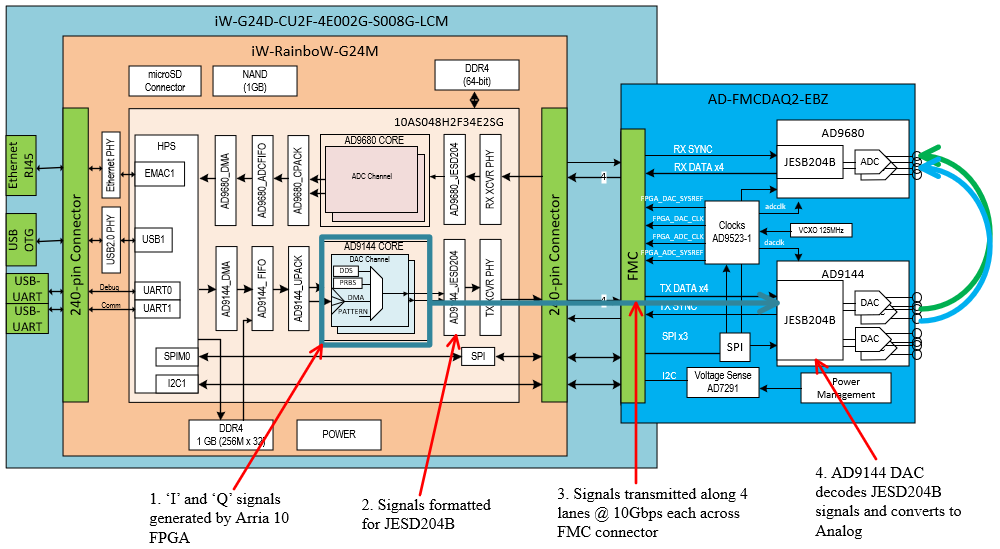 iW-G24D-CU2F-4E002G-S008G-LCM
iW-RainboW-G24M
microSD
Connector
NAND
(1GB)
DDR4
(64-bit)
10AS048H2F34E2SG
Ethernet
RJ45
USB
OTG
USB-
UART
USB-
UART
240-pin Connector
Ethernet PHY
USB2.0 PHY
Debug
Comm
HPS
EMAC1
USB1
UART0
UART1
SPIM0
I2C1
AD9680_DMA
AD9680_ADCFIFO
AD9680_CPACK
AD9680 CORE
ADC Channel
AD9680_JESD204
RX XCVR PHY
AD9144_DMA
AD9144_FIFO
AD9144_UPACK
AD9144 CORE
DAC Channel
DDS
PRBS
DMA
PATTERN
AD9144_JESD204
TX XCVR PHY
SPI
DDR4
1 GB (256M x 32)
POWER
240-pin Connector
4
AD-FMCDAQ2-EBZ
FMC
RX SYNC
RX DATA x4
FPGA_DAC_SYSREF
FPGA_DAC_CLK
FPGA_ADC_CLK
FPGA_ADC_SYSREF
TX DATA x4
TX SYNC
SPI x3
I2C
AD9680
JESB204B
ADC
Clocks
AD9523-1
adcclk
VCXO 125MHz
dacclk
AD9144
JESB204B
DAC
DAC
SPI
Voltage Sense
AD7291
Power
Management
1. ‘I’ and ‘Q’ signals
generated by Arria 10
FPGA
2. Signals formatted
for JESD204B
3. Signals transmitted along 4
lanes @ 10Gbps each across
FMC connector
4. AD9144 DAC
decodes JESD204B
signals and converts to
Analog